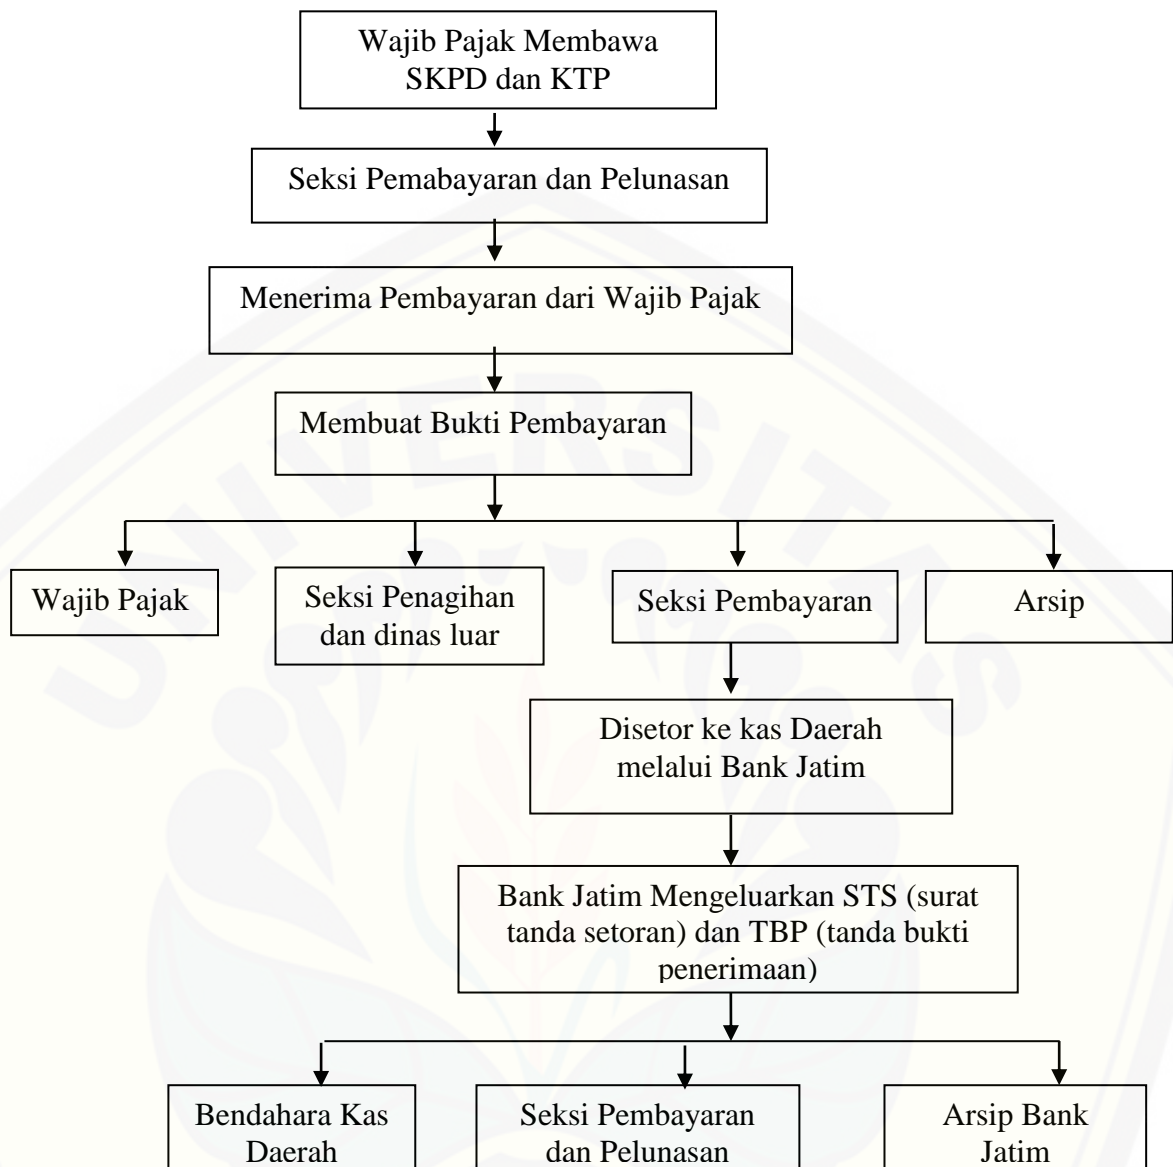 Wajib Pajak Membawa
SKPD dan KTP
Seksi Pemabayaran dan Pelunasan
Menerima Pembayaran dari Wajib Pajak
Membuat Bukti Pembayaran
Wajib Pajak
Seksi Penagihan
dan dinas luar
Seksi Pembayaran
Arsip
Disetor ke kas Daerah
melalui Bank Jatim
Bank Jatim Mengeluarkan STS (surat
tanda setoran) dan TBP (tanda bukti
penerimaan)
Bendahara Kas
Daerah
Seksi Pembayaran
dan Pelunasan
Arsip Bank
Jatim
UNIVERSITAS